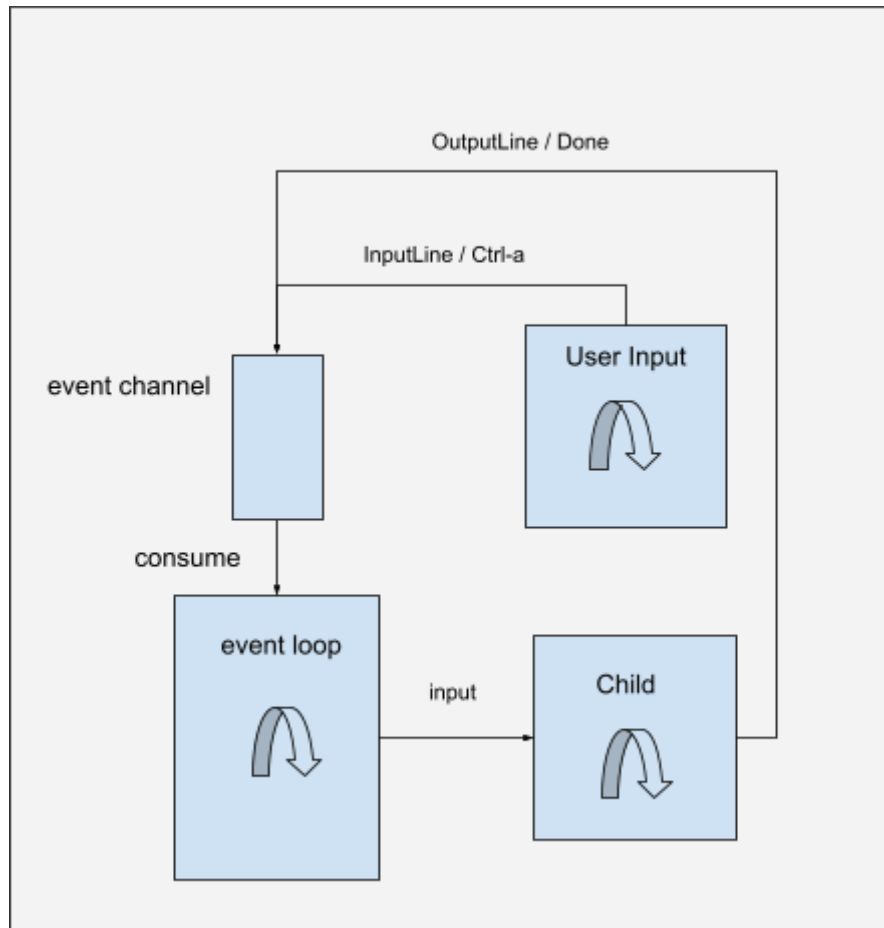 OutputLine / Done
InputLine / Ctrl-a
User Input
event channel
consume
event loop
input
Child